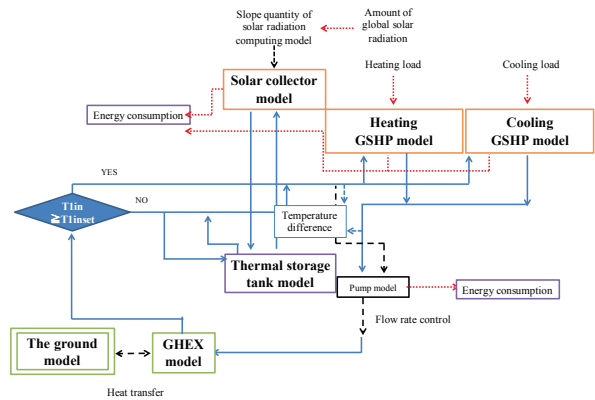 Slope quantity of
solar radiation
computing model
Amount of
global solar
radiation
Heating load
Cooling load
Solar collector
model
Energy consumption
Heating
GSHP model
Cooling
GSHP model
YES
T1in
≧T1inset
NO
Temperature
difference
Thermal storage
tank model
Pump model
Energy consumption
Flow rate control
The ground
model
GHEX
model
Heat transfer